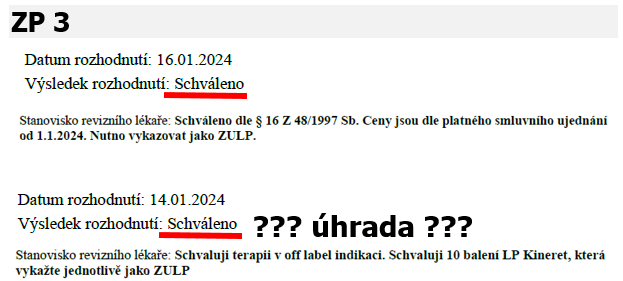 ZP 3
Datum rozhodnutí: 16.01.2024
Výsledek rozhodnutí: Schváleno
Stanovisko revizního lékaře: Schváleno dle § 16 Z 48/1997 Sb. Ceny jsou dle platného smluvního ujednání
od 1.1.2024. Nutno vykazovat jako ZULP.
Datum rozhodnutí: 14.01.2024
Výsledek rozhodnutí: Schváleno ??? úhrada ???
Stanovisko revizního lékaře: Schvaluji terapii v off label indikaci. Schvaluji 10 balení LP Kineret, která
vykažte jednotlivě jako ZULP